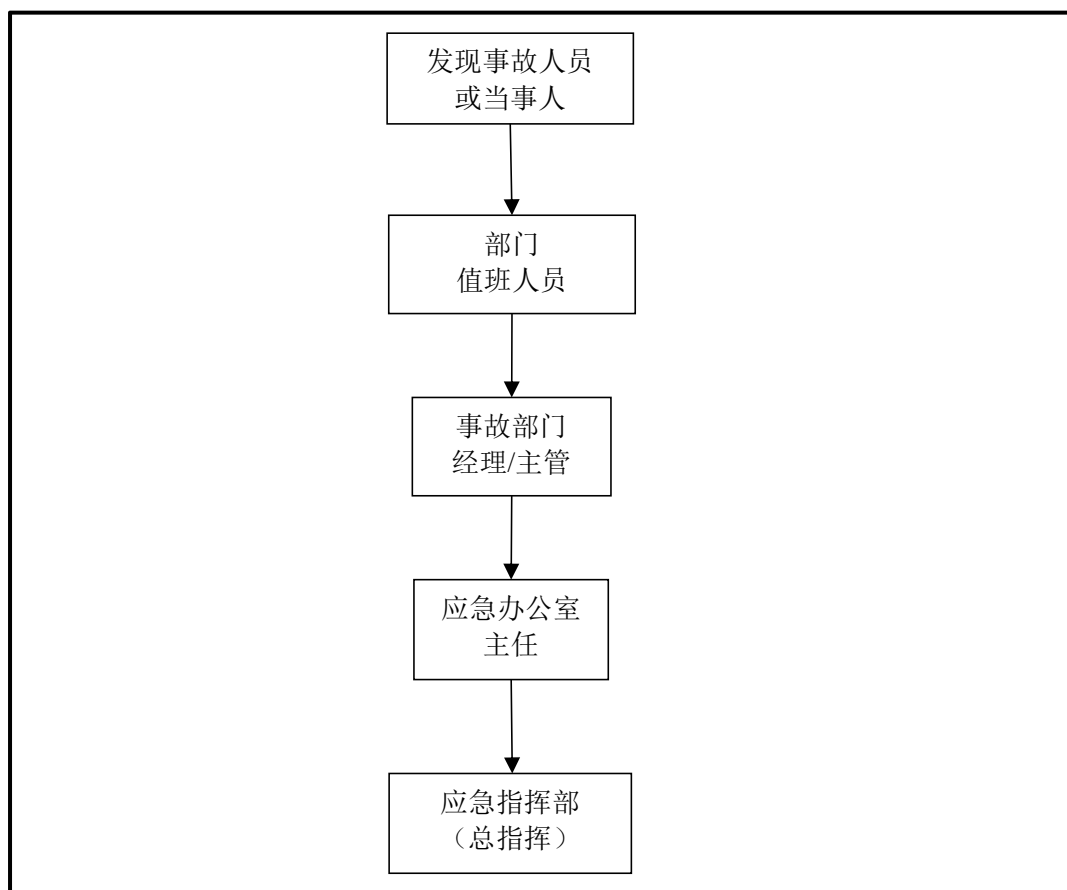 发现事故人员
或当事人
部门
值班人员
事故部门
经理/主管
应急办公室
主任
应急指挥部
（总指挥）